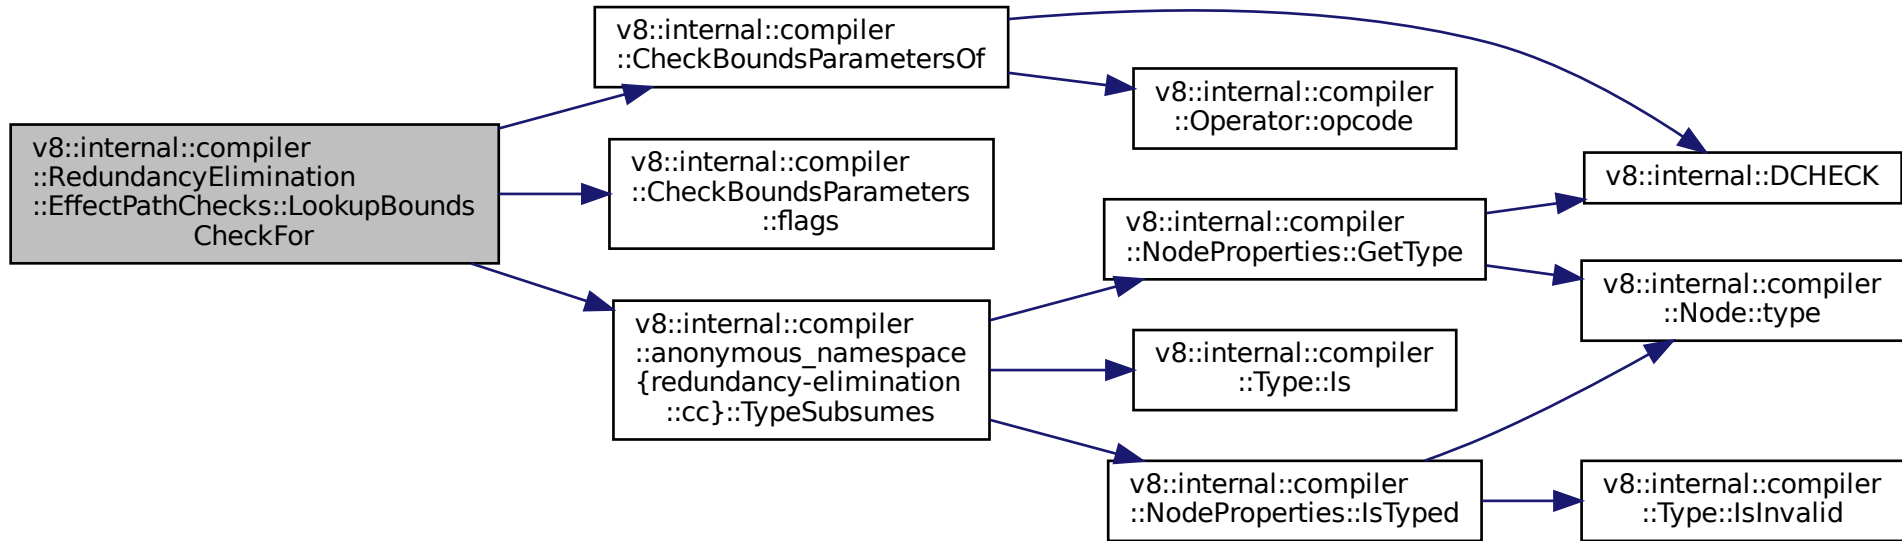 v8::internal::compiler
::RedundancyElimination
::EffectPathChecks::LookupBounds
CheckFor
v8::internal::compiler
::CheckBoundsParametersOf
v8::internal::compiler
::CheckBoundsParameters
::flags
v8::internal::compiler
::anonymous_namespace
{redundancy-elimination
::cc}::TypeSubsumes
v8::internal::compiler
::Operator::opcode
v8::internal::compiler
::NodeProperties::GetType
v8::internal::compiler
::Type::Is
v8::internal::compiler
::NodeProperties::IsTyped
v8::internal::DCHECK
v8::internal::compiler
::Node::type
v8::internal::compiler
::Type::IsInvalid